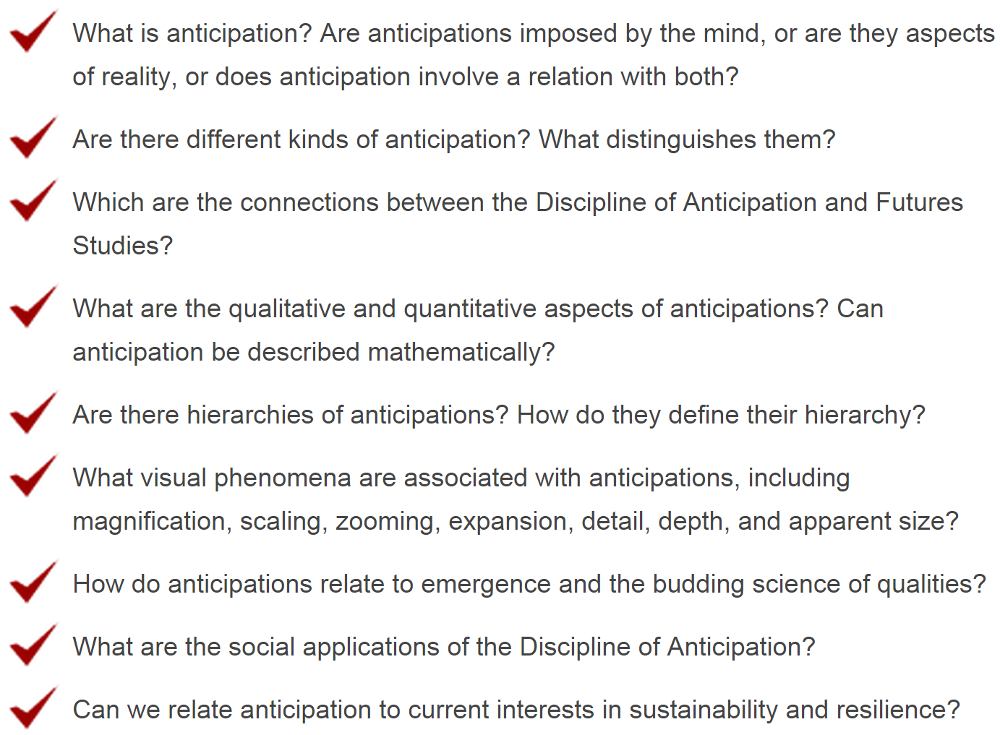 What is anticipation? Are anticipations imposed by the mind, or are they aspects
of reality, or does anticipation involve a relation with both?
Are there different kinds of anticipation? What distinguishes them?
Which are the connections between the Discipline of Anticipation and Futures
Studies?
What are the qualitative and quantitative aspects of anticipations? Can
anticipation be described mathematically?
Are there hierarchies of anticipations? How do they define their hierarchy?
What visual phenomena are associated with anticipations, including
magnification, scaling, zooming, expansion, detail, depth, and apparent size?
How do anticipations relate to emergence and the budding science of qualities?
What are the social applications of the Discipline of Anticipation?
Can we relate anticipation to current interests in sustainability and resilience?